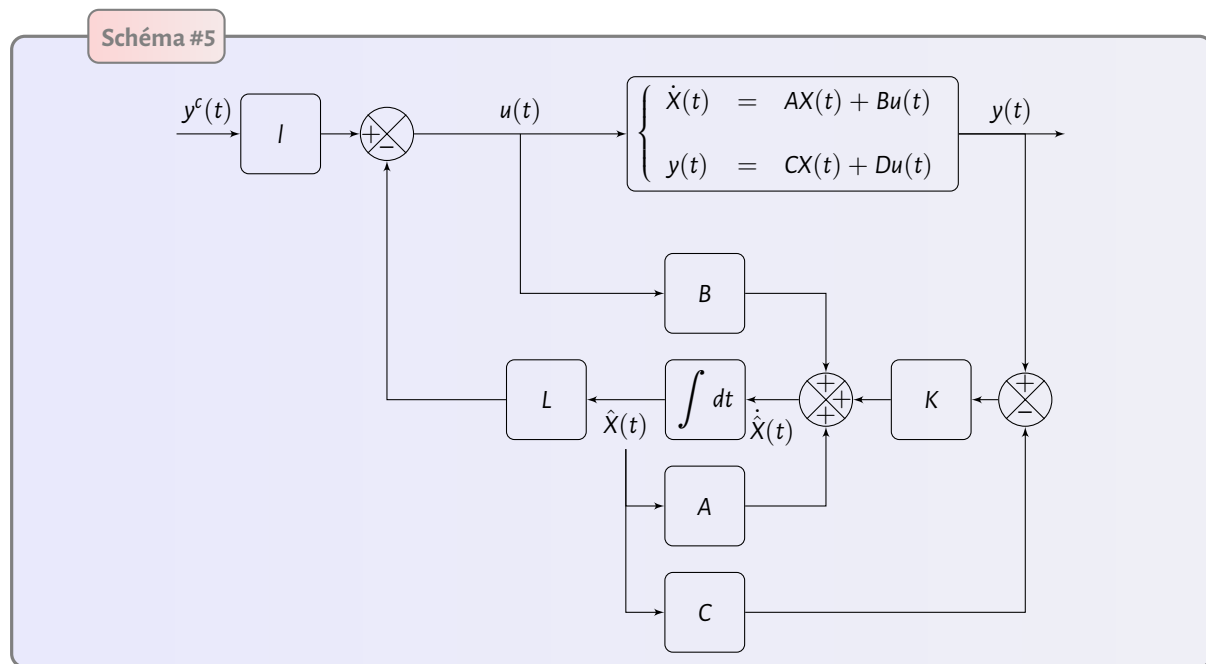 Schéma #5
y^c(t)
l
+
−
u(t)
Ẋ(t) = AX(t) + Bu(t)
y(t) = CX(t) + Du(t)
y(t)
B
L
X̂(t)
∫ dt
X̂̇(t)
+
+
+
K
+
−
A
C